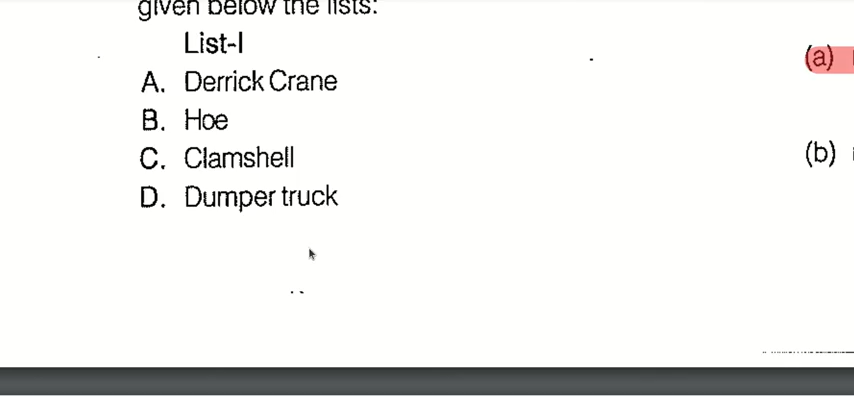 given below the lists:
List-I
A. Derrick Crane
B. Hoe
C. Clamshell
D. Dumper truck
(a)
(b)